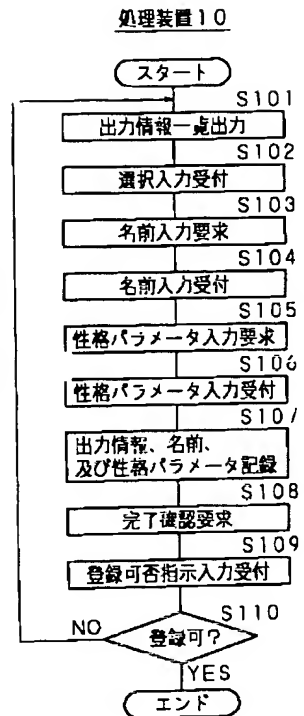 処理装置10
スタート
S101
出力情報一覧出力
S102
選択入力受付
S103
名前入力要求
S104
名前入力受付
S105
性格パラメータ入力要求
S106
性格パラメータ入力受付
S107
出力情報、名前、
及び性格パラメータ記録
S108
完了確認要求
S109
登録可否指示入力受付
S110
登録可?
NO
YES
エンド